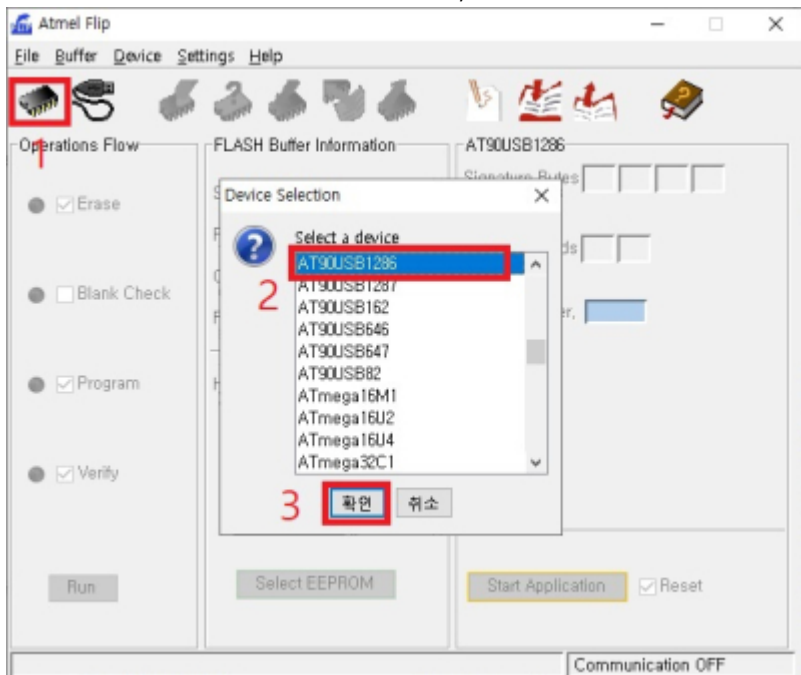 Atmel Flip
File Buffer Device Settings Help
1
Operations Flow
FLASH Buffer Information
AT90USB1286
Signature Bytes
Erase
Blank Check
Program
Verify
Run
Device Selection
Select a device
2
AT90USB1286
AT90USB1287
AT90USB162
AT90USB646
AT90USB647
AT90USB82
ATmega16M1
ATmega16U2
ATmega16U4
ATmega32C1
3
확인 취소
Select EEPROM
Start Application Reset
Communication OFF